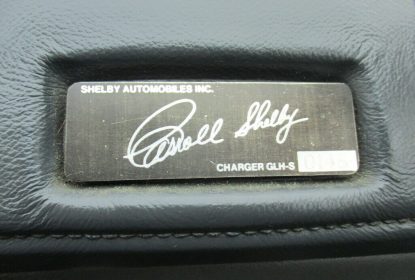 SHELBY AUTOMOBILES INC.
Carroll Shelby
CHARGER GLH-S